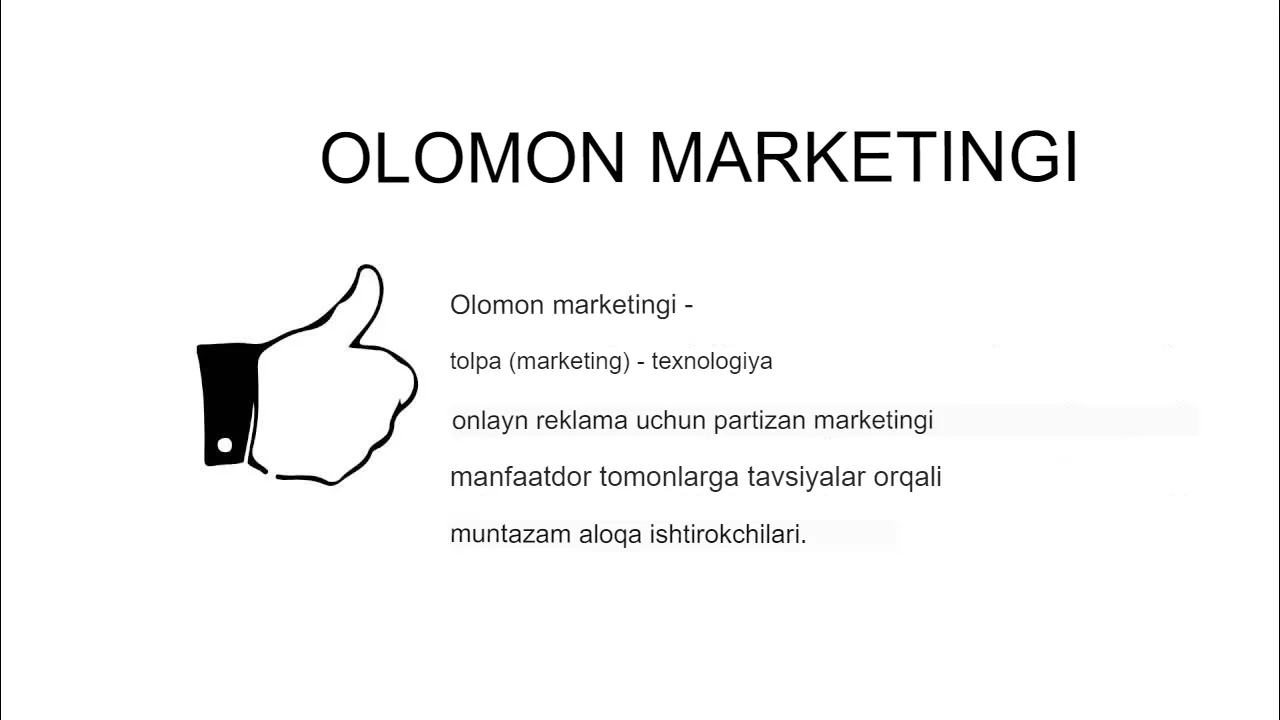 OLOMON MARKETINGI
Olomon marketingi -
tolpa (marketing) - texnologiya
onlayn reklama uchun partizan marketingi
manfaatdor tomonlarga tavsiyalar orqali
muntazam aloqa ishtirokchilari.